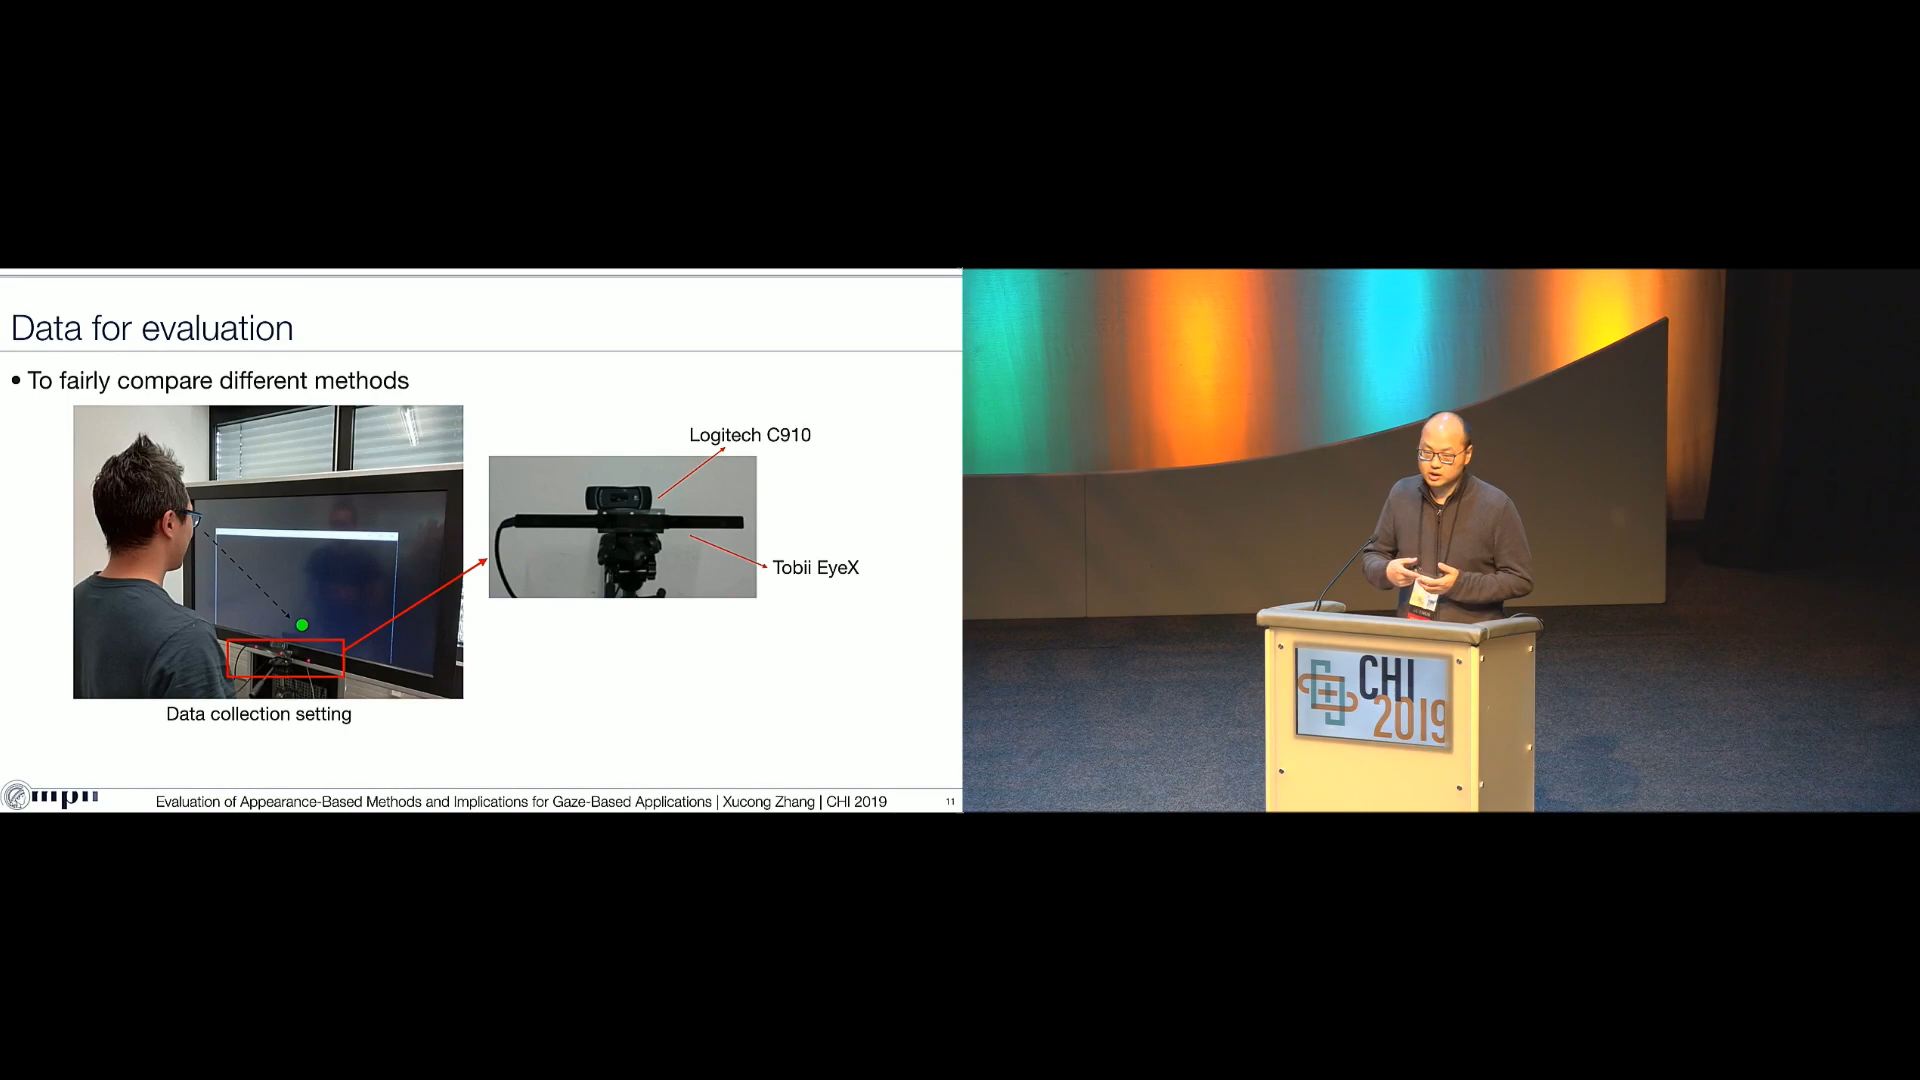 Data for evaluation
• To fairly compare different methods
Logitech C910
Tobii EyeX
Data collection setting
mpii
Evaluation of Appearance-Based Methods and Implications for Gaze-Based Applications | Xucong Zhang | CHI 2019
11
CHI
2019